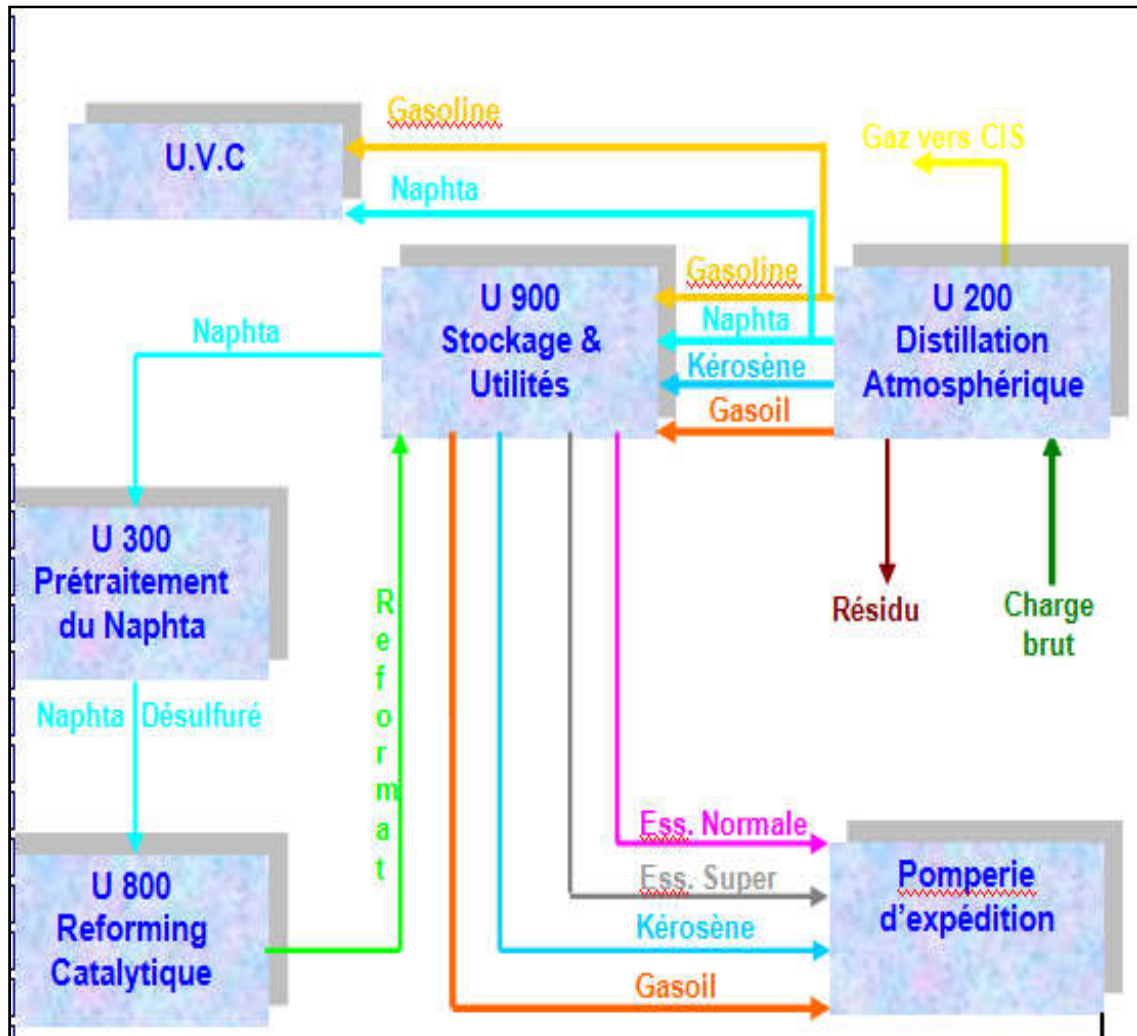 Gasoline
Gaz vers CIS
U.V.C
Naphta
U 900
Stockage &
Utilités
Gasoline
Naphta
Kérosène
Gasoil
U 200
Distillation
Atmosphérique
Naphta
U 300
Prétraitement
du Naphta
Résidu
Charge
brut
Naphta Désulfuré
Reformat
U 800
Reforming
Catalytique
Ess. Normale
Ess. Super
Kérosène
Gasoil
Pomperie
d'expédition